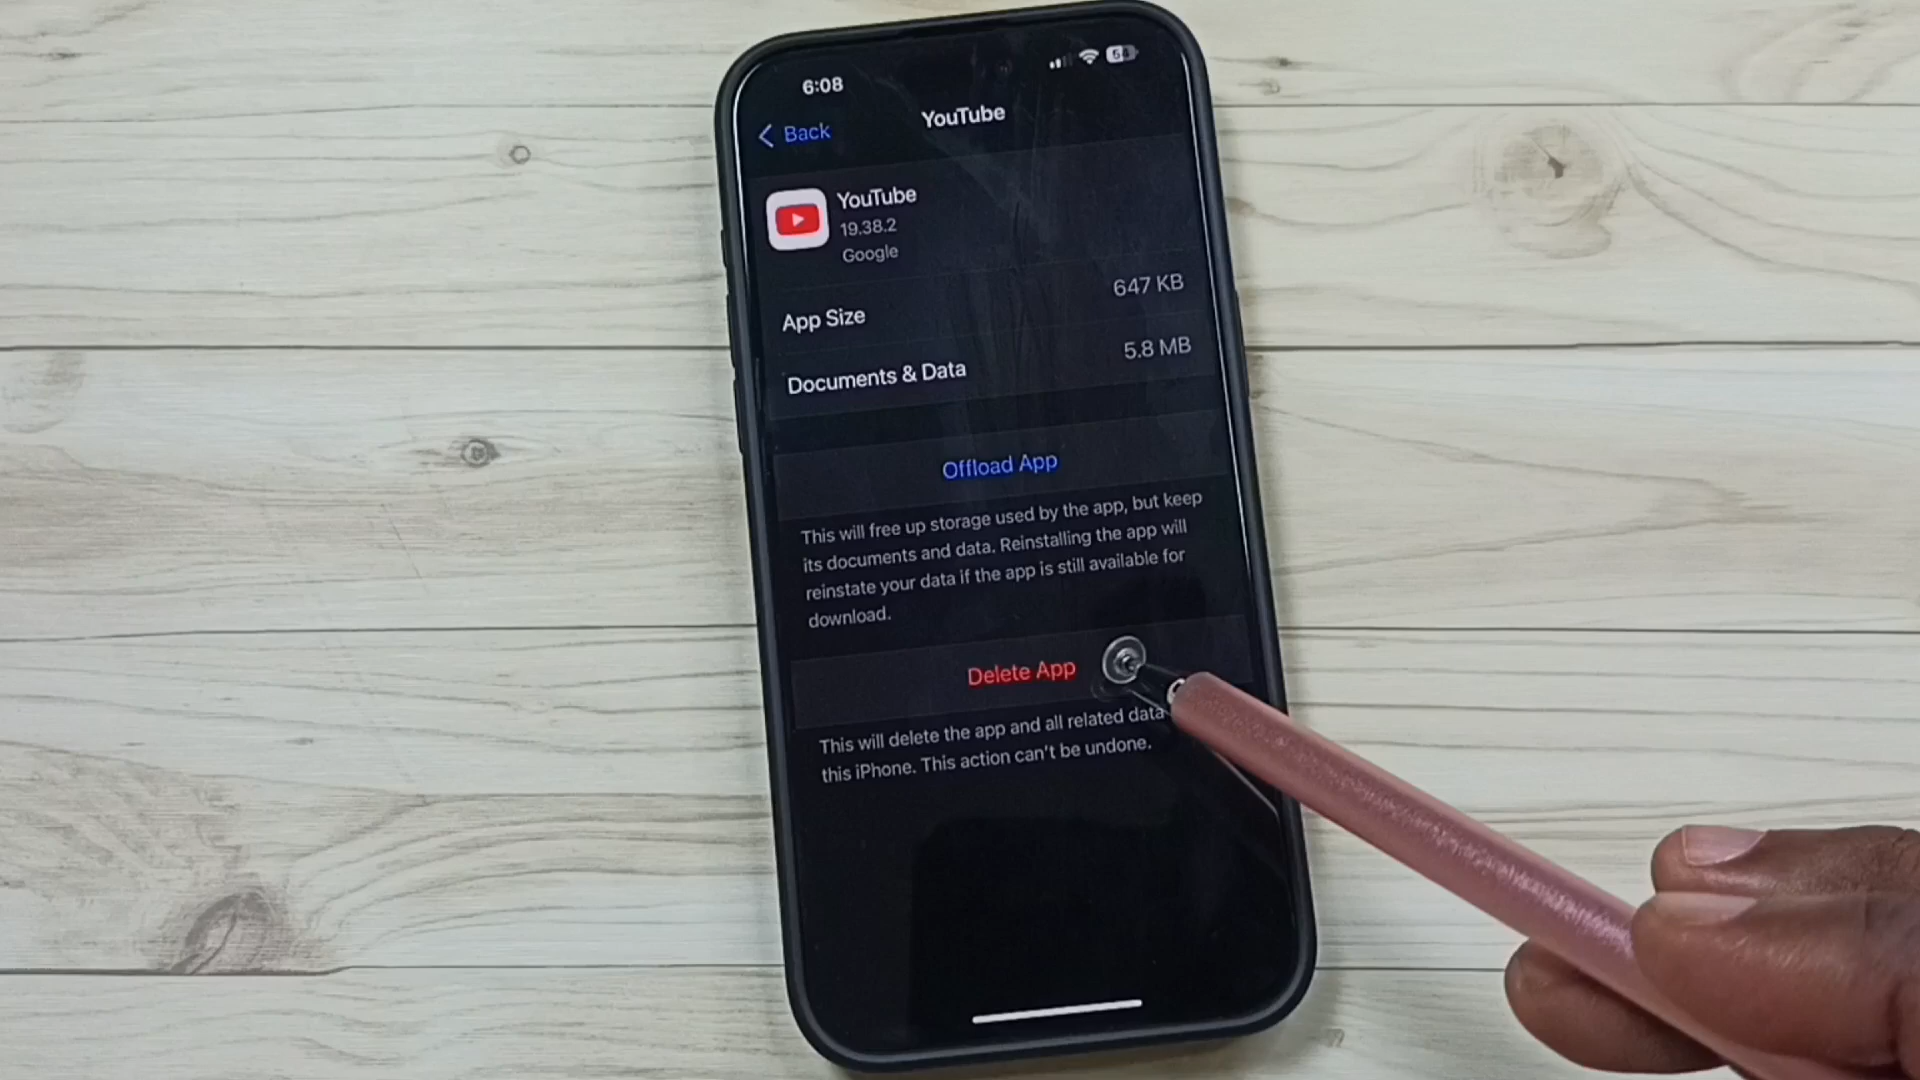 6:08
Back
YouTube
YouTube
19.38.2
Google
App Size
647 KB
Documents & Data
5.8 MB
Offload App
This will free up storage used by the app, but keep
its documents and data. Reinstalling the app will
reinstate your data if the app is still available for
download.
Delete App
This will delete the app and all related data
this iPhone. This action can't be undone.